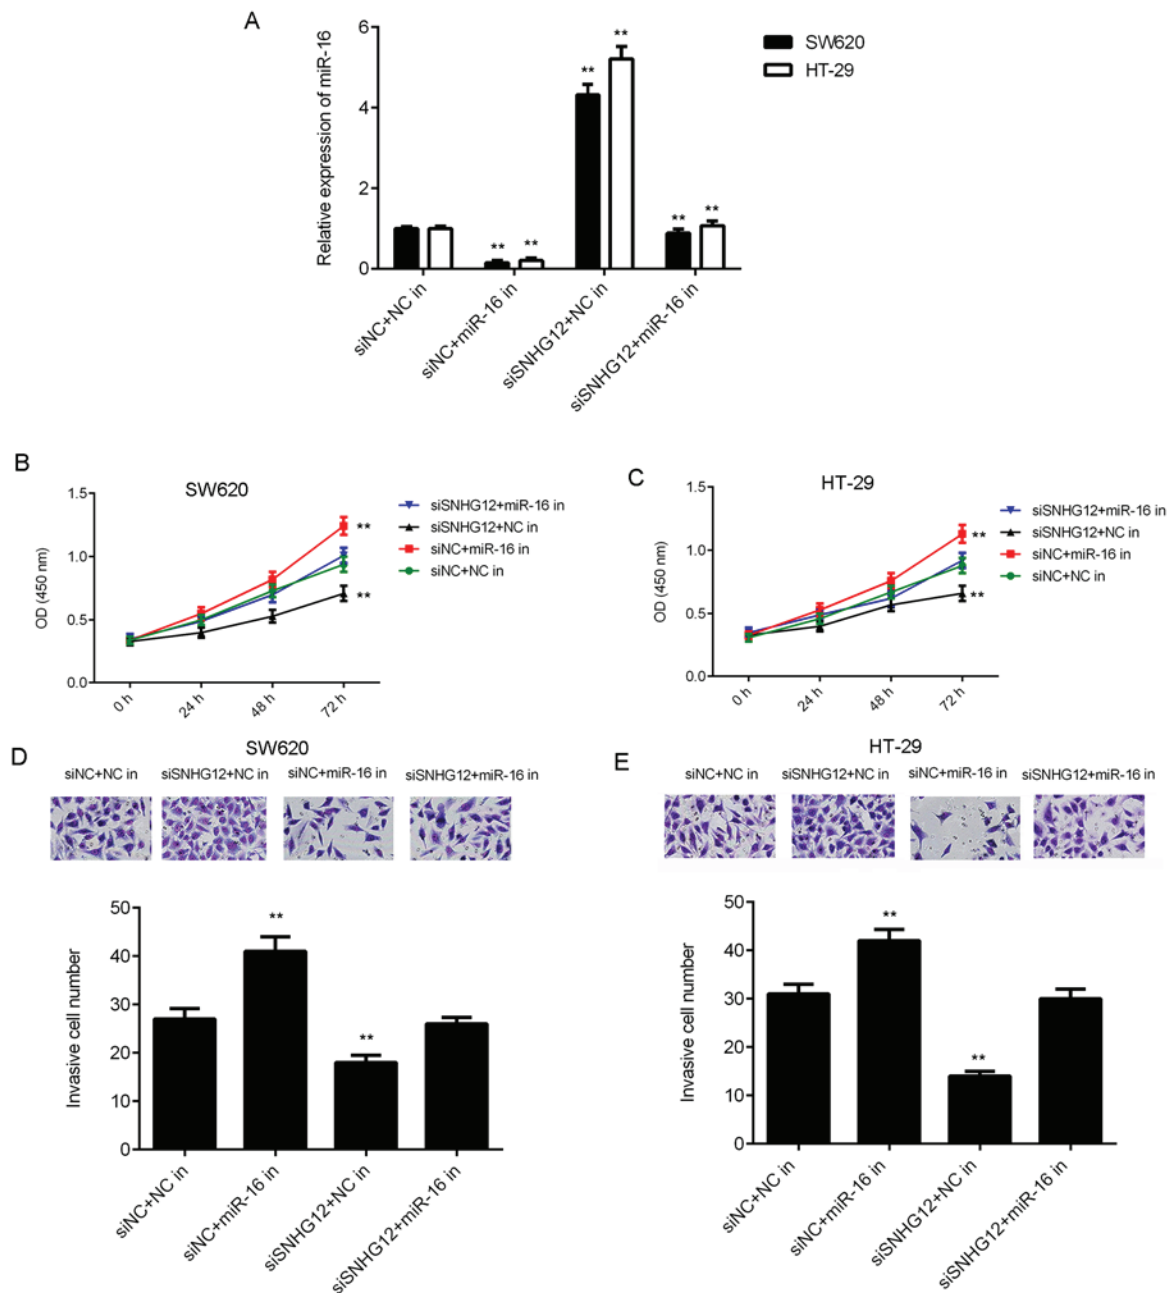 A
Relative expression of miR-16
6
4
2
0
**
**
**
**
**
**
SW620
HT-29
siNC+NC in
siNC+miR-16 in
siSNHG12+NC in
siSNHG12+miR-16 in
B
SW620
OD (450 nm)
1.5
1.0
0.5
0.0
0 h
24 h
48 h
72 h
**
**
siSNHG12+miR-16 in
siSNHG12+NC in
siNC+miR-16 in
siNC+NC in
C
HT-29
OD (450 nm)
1.5
1.0
0.5
0.0
0 h
24 h
48 h
72 h
**
**
siSNHG12+miR-16 in
siSNHG12+NC in
siNC+miR-16 in
siNC+NC in
D
SW620
siNC+NC in
siSNHG12+NC in
siNC+miR-16 in
siSNHG12+miR-16 in
Invasive cell number
50
40
30
20
10
0
**
**
siNC+NC in
siNC+miR-16 in
siSNHG12+NC in
siSNHG12+miR-16 in
E
HT-29
siNC+NC in
siSNHG12+NC in
siNC+miR-16 in
siSNHG12+miR-16 in
Invasive cell number
50
40
30
20
10
0
**
**
siNC+NC in
siNC+miR-16 in
siSNHG12+NC in
siSNHG12+miR-16 in